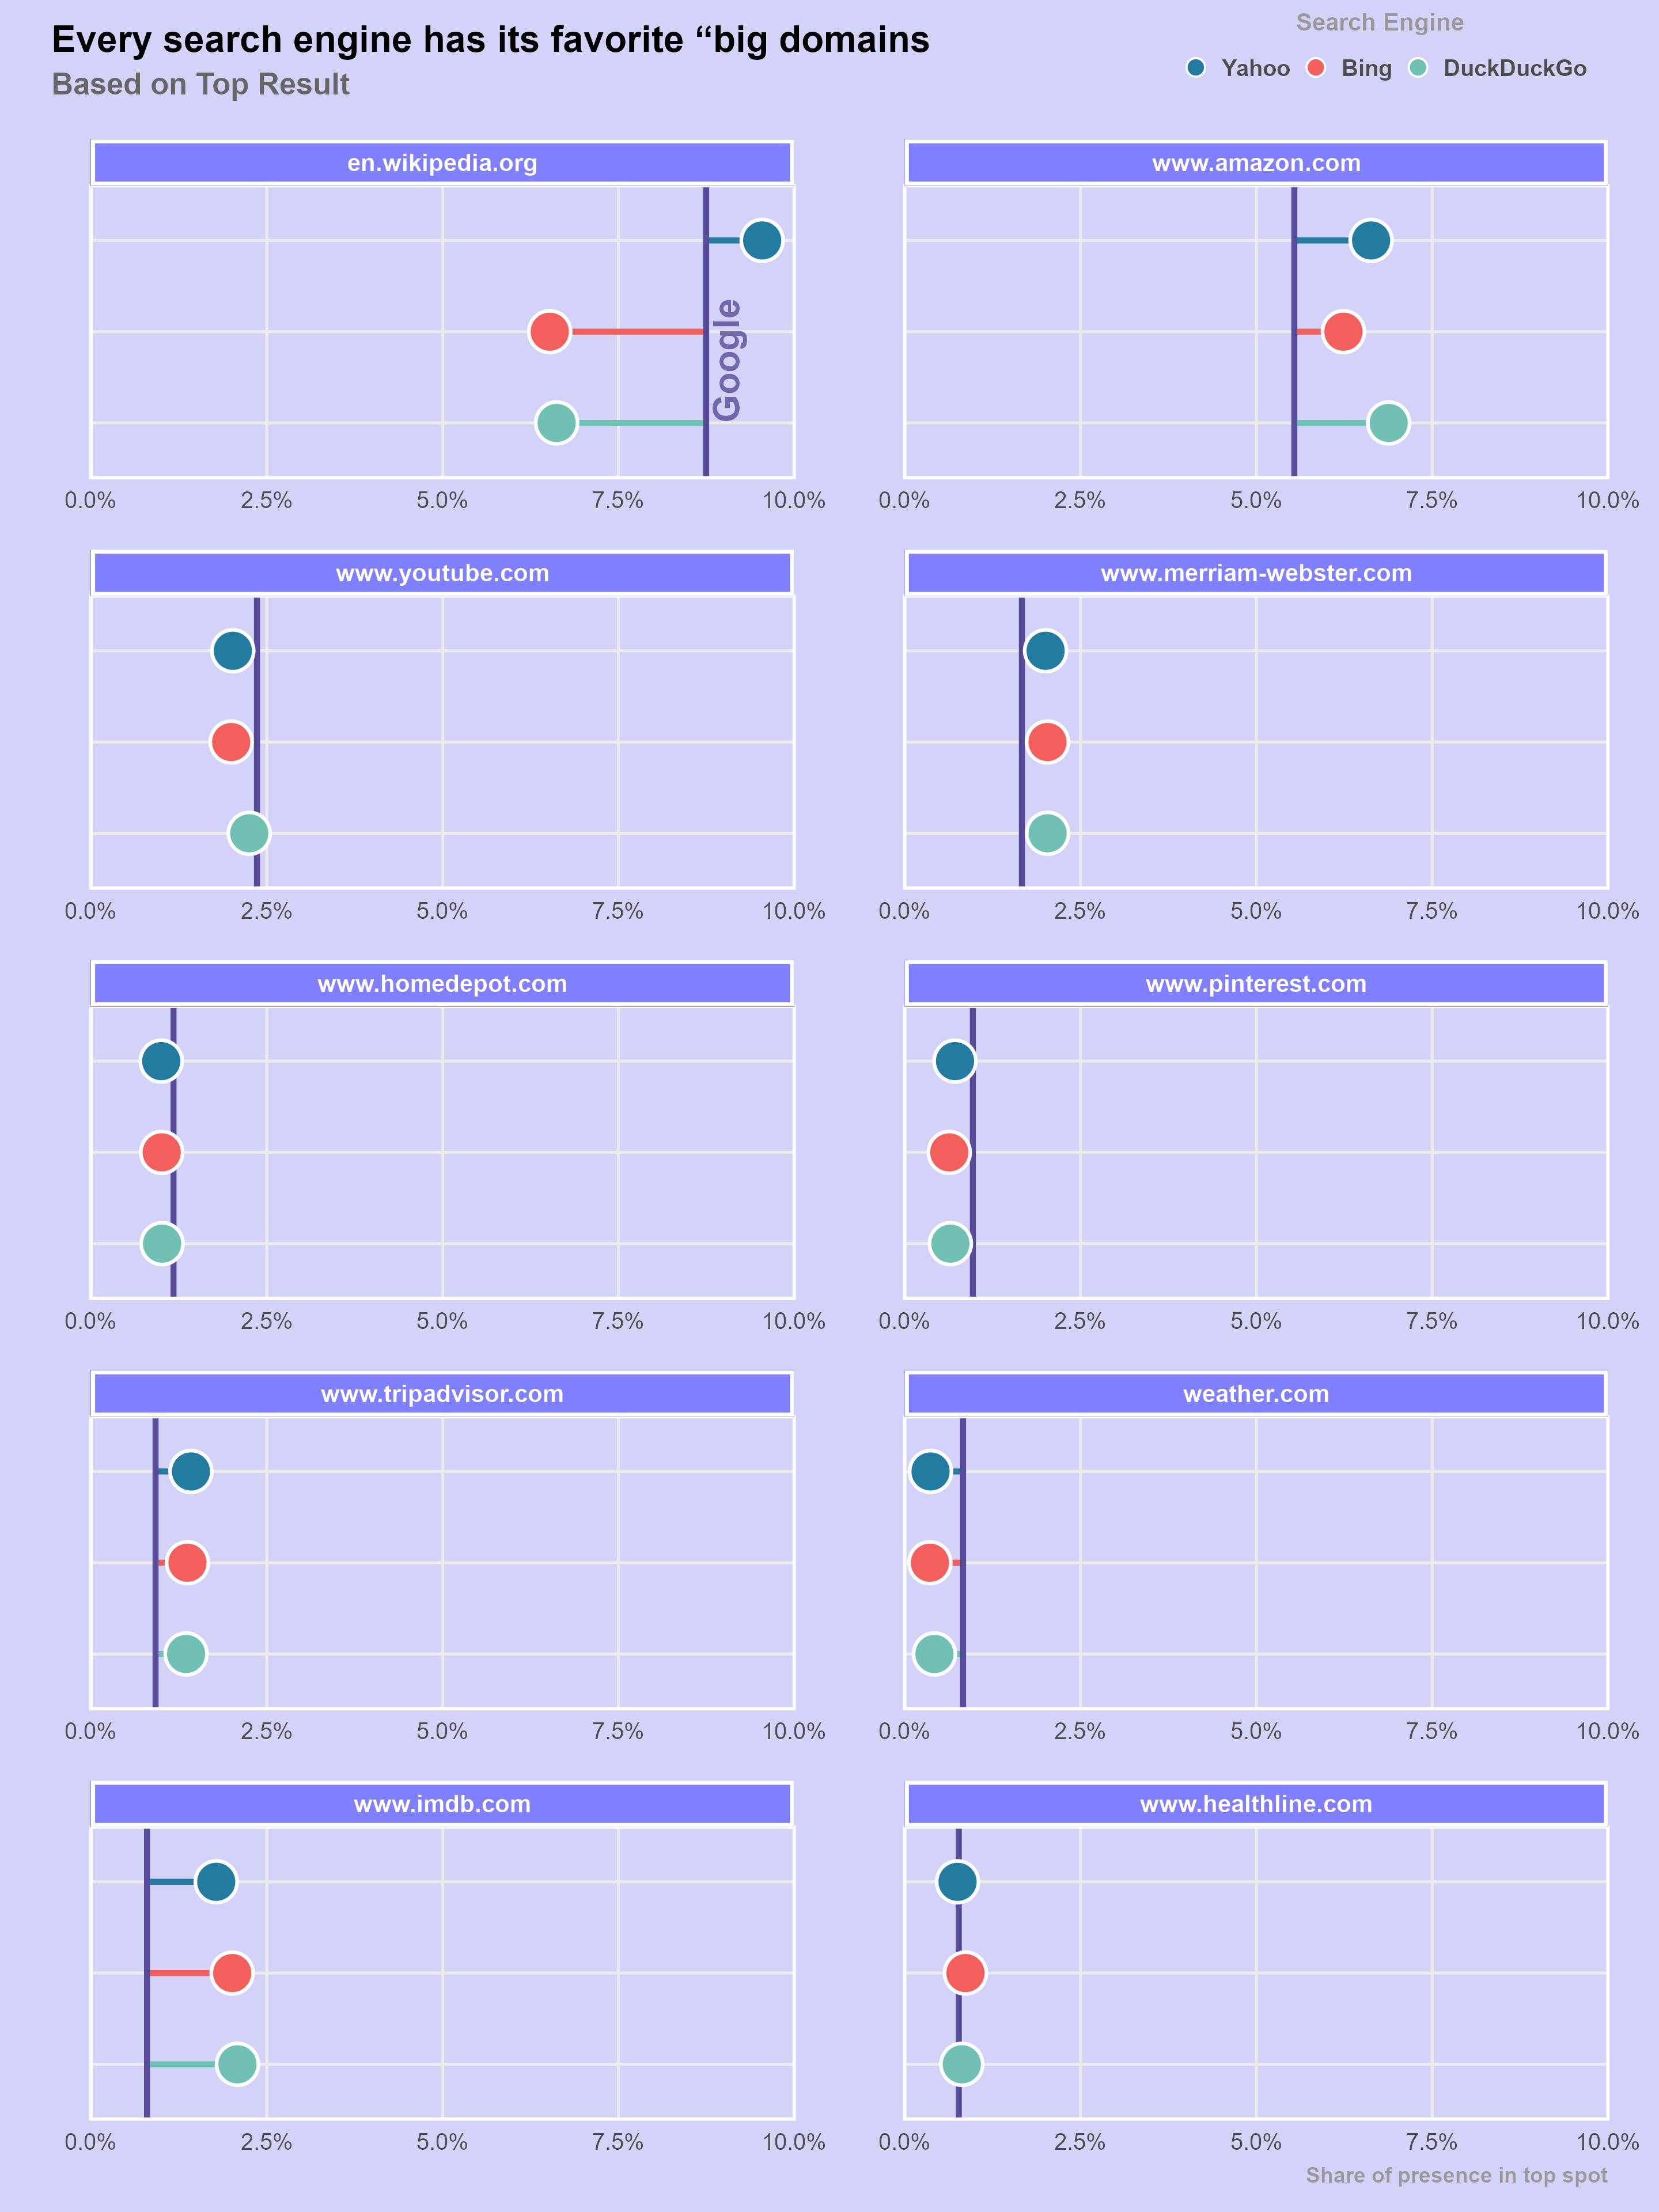 Every search engine has its favorite “big domains
Based on Top Result
Search Engine
Yahoo Bing DuckDuckGo
en.wikipedia.org
Google
0.0% 2.5% 5.0% 7.5% 10.0%
www.amazon.com
0.0% 2.5% 5.0% 7.5% 10.0%
www.youtube.com
0.0% 2.5% 5.0% 7.5% 10.0%
www.merriam-webster.com
0.0% 2.5% 5.0% 7.5% 10.0%
www.homedepot.com
0.0% 2.5% 5.0% 7.5% 10.0%
www.pinterest.com
0.0% 2.5% 5.0% 7.5% 10.0%
www.tripadvisor.com
0.0% 2.5% 5.0% 7.5% 10.0%
weather.com
0.0% 2.5% 5.0% 7.5% 10.0%
www.imdb.com
0.0% 2.5% 5.0% 7.5% 10.0%
www.healthline.com
0.0% 2.5% 5.0% 7.5% 10.0%
Share of presence in top spot